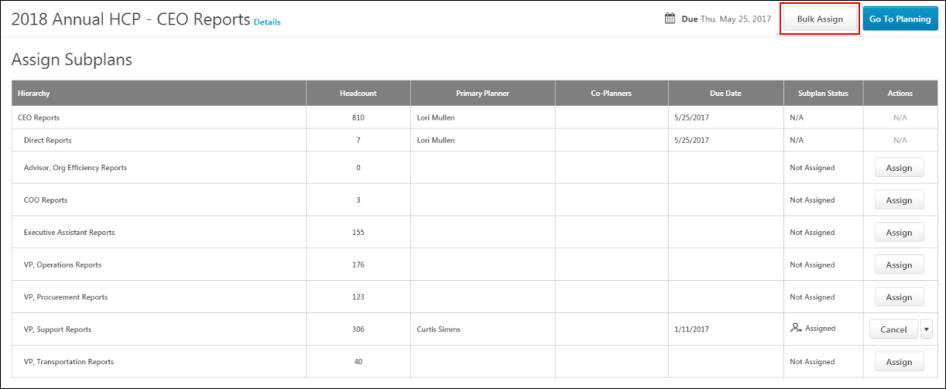 2018 Annual HCP - CEO Reports Details Due Thu, May 25, 2017 Bulk Assign Go To Planning
Assign Subplans
Hierarchy Headcount Primary Planner Co-Planners Due Date Subplan Status Actions
CEO Reports 810 Lori Mullen 5/25/2017 N/A N/A
Direct Reports 7 Lori Mullen 5/25/2017 N/A N/A
Advisor, Org Efficiency Reports 0 Not Assigned Assign
COO Reports 3 Not Assigned Assign
Executive Assistant Reports 155 Not Assigned Assign
VP, Operations Reports 176 Not Assigned Assign
VP, Procurement Reports 123 Not Assigned Assign
VP, Support Reports 306 Curtis Simms 1/11/2017 Assigned Cancel
VP, Transportation Reports 40 Not Assigned Assign